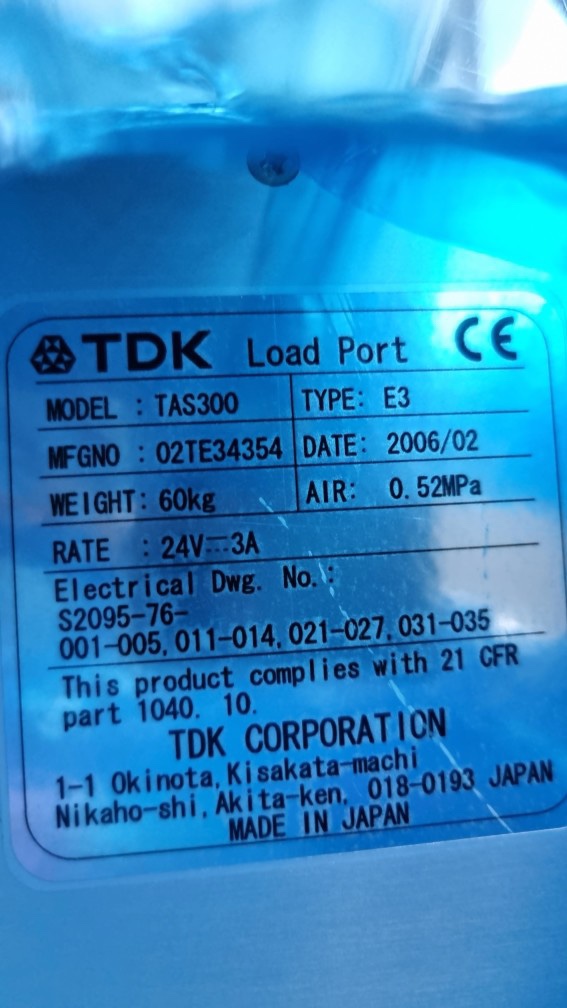 TDK Load Port CE
MODEL : TAS300 TYPE: E3
MFGNO : 02TE34354 DATE: 2006/02
WEIGHT: 60kg AIR: 0.52MPa
RATE : 24V⎓3A
Electrical Dwg. No.:
S2095-76-
001-005, 011-014, 021-027, 031-035
This product complies with 21 CFR
part 1040. 10.
TDK CORPORATION
1-1 Okinota, Kisakata-machi
Nikaho-shi, Akita-ken, 018-0193 JAPAN
MADE IN JAPAN